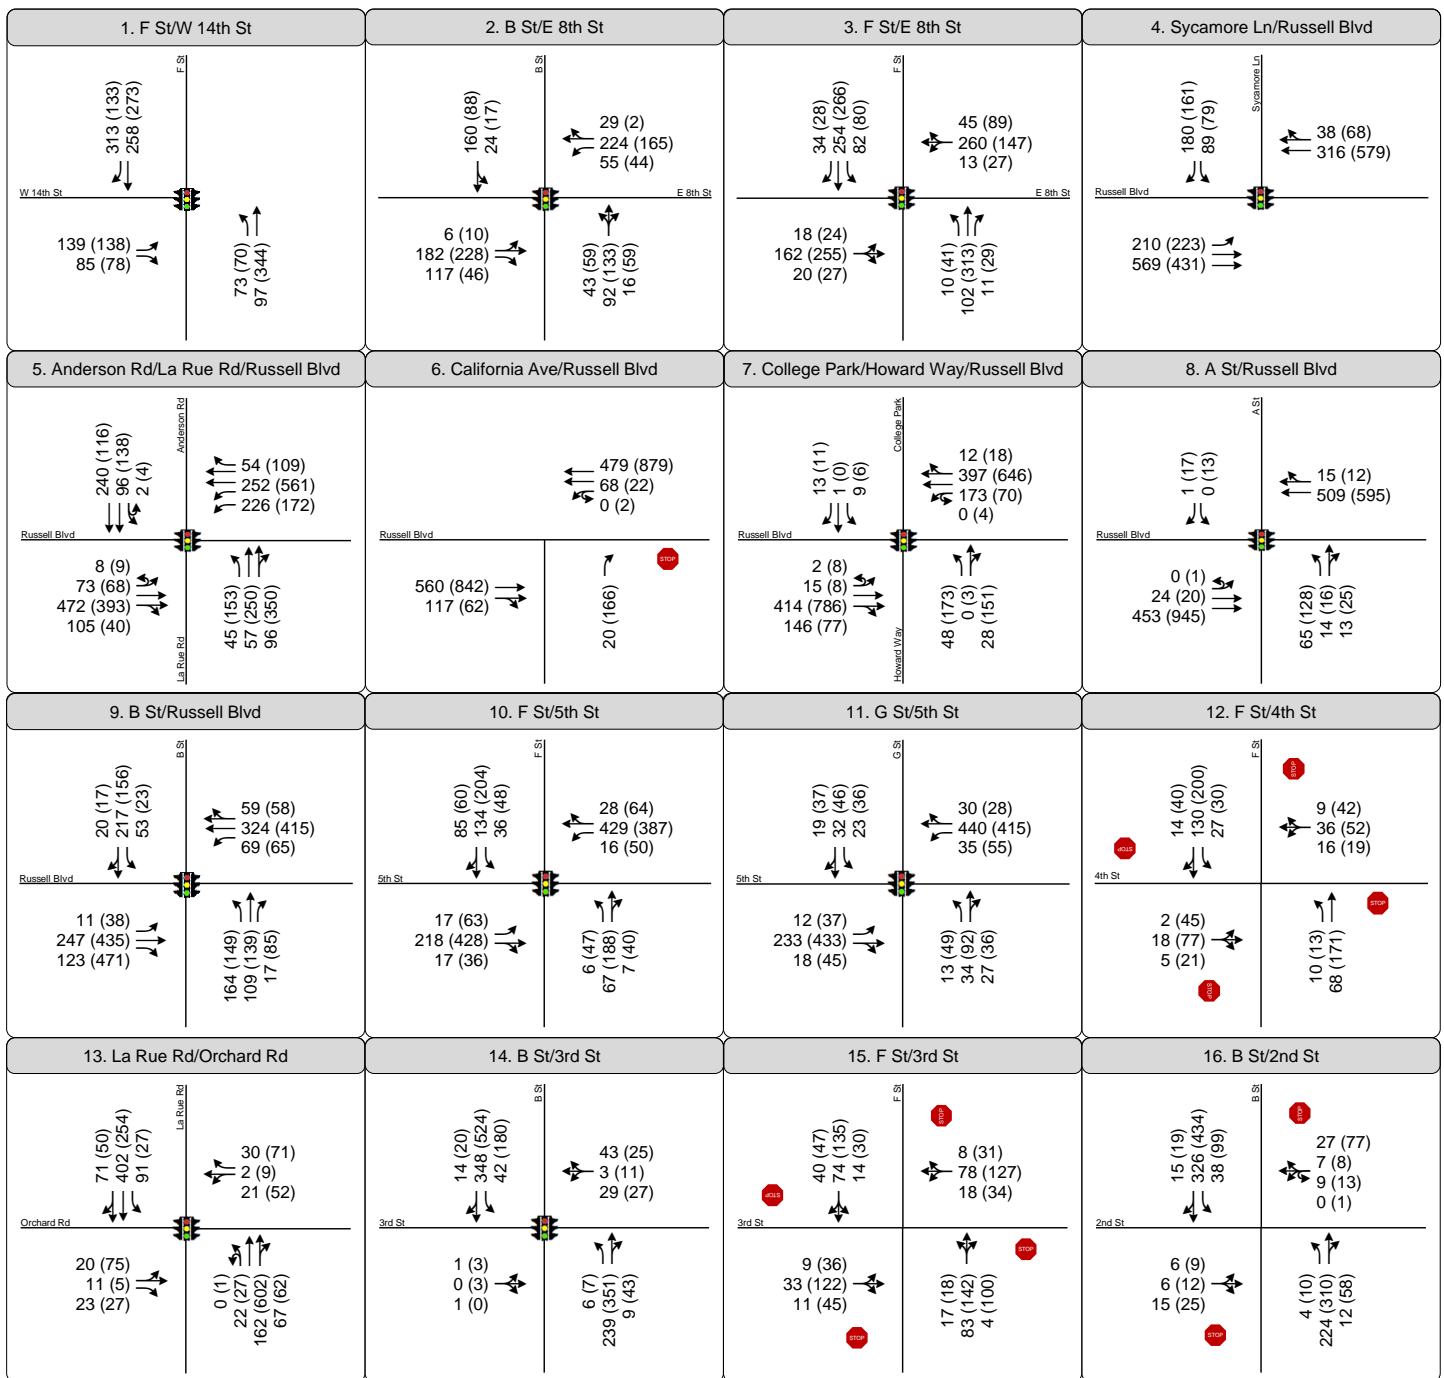 1. F St/W 14th St
F St
313 (133)
258 (273)
W 14th St
139 (138)
85 (78)
73 (70)
97 (344)
2. B St/E 8th St
B St
160 (88)
24 (17)
29 (2)
224 (165)
55 (44)
E 8th St
6 (10)
182 (228)
117 (46)
43 (59)
92 (133)
16 (59)
3. F St/E 8th St
F St
34 (28)
254 (266)
82 (80)
45 (89)
260 (147)
13 (27)
E 8th St
18 (24)
162 (255)
20 (27)
10 (41)
102 (313)
11 (29)
4. Sycamore Ln/Russell Blvd
Sycamore Ln
180 (161)
89 (79)
38 (68)
316 (579)
Russell Blvd
210 (223)
569 (431)
5. Anderson Rd/La Rue Rd/Russell Blvd
Anderson Rd
240 (116)
96 (138)
2 (4)
54 (109)
252 (561)
226 (172)
Russell Blvd
8 (9)
73 (68)
472 (393)
105 (40)
La Rue Rd
45 (153)
57 (250)
96 (350)
6. California Ave/Russell Blvd
479 (879)
68 (22)
0 (2)
Russell Blvd
STOP
560 (842)
117 (62)
20 (166)
7. College Park/Howard Way/Russell Blvd
College Park
13 (11)
1 (0)
9 (6)
12 (18)
397 (646)
173 (70)
0 (4)
Russell Blvd
2 (8)
15 (8)
414 (786)
146 (77)
Howard Way
48 (173)
0 (3)
28 (151)
8. A St/Russell Blvd
A St
1 (17)
0 (13)
15 (12)
509 (595)
Russell Blvd
0 (1)
24 (20)
453 (945)
65 (128)
14 (16)
13 (25)
9. B St/Russell Blvd
B St
20 (17)
217 (156)
53 (23)
59 (58)
324 (415)
69 (65)
Russell Blvd
11 (38)
247 (435)
123 (471)
164 (149)
109 (139)
17 (85)
10. F St/5th St
F St
85 (60)
134 (204)
36 (48)
28 (64)
429 (387)
16 (50)
5th St
17 (63)
218 (428)
17 (36)
6 (47)
67 (188)
7 (40)
11. G St/5th St
G St
19 (37)
32 (46)
23 (36)
30 (28)
440 (415)
35 (55)
5th St
12 (37)
233 (433)
18 (45)
13 (49)
34 (92)
27 (36)
12. F St/4th St
F St
STOP
14 (40)
130 (200)
27 (30)
9 (42)
36 (52)
16 (19)
STOP
4th St
STOP
2 (45)
18 (77)
5 (21)
10 (13)
68 (171)
STOP
13. La Rue Rd/Orchard Rd
La Rue Rd
71 (50)
402 (254)
91 (27)
30 (71)
2 (9)
21 (52)
Orchard Rd
20 (75)
11 (5)
23 (27)
0 (1)
22 (27)
162 (602)
67 (62)
14. B St/3rd St
B St
14 (20)
348 (524)
42 (180)
43 (25)
3 (11)
29 (27)
3rd St
1 (3)
0 (3)
1 (0)
6 (7)
239 (351)
9 (43)
15. F St/3rd St
F St
STOP
40 (47)
74 (135)
14 (30)
8 (31)
78 (127)
18 (34)
STOP
3rd St
STOP
9 (36)
33 (122)
11 (45)
17 (18)
83 (142)
4 (100)
STOP
16. B St/2nd St
B St
STOP
15 (19)
326 (434)
38 (99)
27 (77)
7 (8)
9 (13)
0 (1)
2nd St
6 (9)
6 (12)
15 (25)
4 (10)
224 (310)
12 (58)
STOP